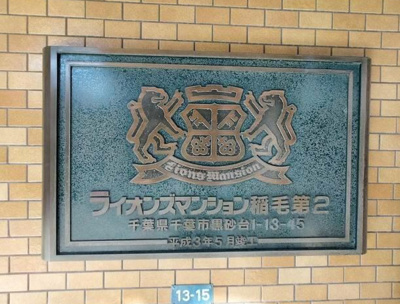 Lions Mansion
ライオンズマンション稲毛第2
千葉県千葉市黒砂台1-13-15
平成3年5月竣工
13-15